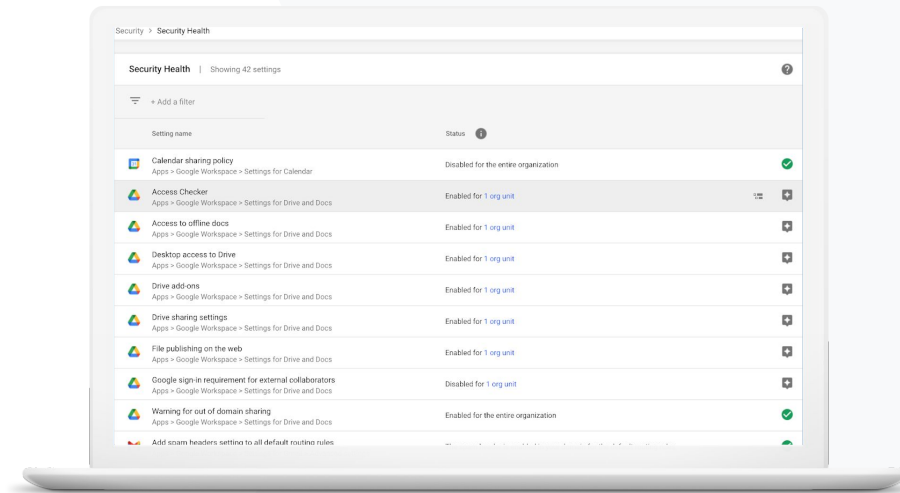 Security > Security Health
Security Health | Showing 42 settings
+ Add a filter
Setting name Status
Calendar sharing policy Disabled for the entire organization
Apps > Google Workspace > Settings for Calendar
Access Checker Enabled for 1 org unit
Apps > Google Workspace > Settings for Drive and Docs
Access to offline docs Enabled for 1 org unit
Apps > Google Workspace > Settings for Drive and Docs
Desktop access to Drive Enabled for 1 org unit
Apps > Google Workspace > Settings for Drive and Docs
Drive add-ons Enabled for 1 org unit
Apps > Google Workspace > Settings for Drive and Docs
Drive sharing settings Enabled for 1 org unit
Apps > Google Workspace > Settings for Drive and Docs
File publishing on the web Enabled for 1 org unit
Apps > Google Workspace > Settings for Drive and Docs
Google sign-in requirement for external collaborators Disabled for 1 org unit
Apps > Google Workspace > Settings for Drive and Docs
Warning for out of domain sharing Enabled for the entire organization
Apps > Google Workspace > Settings for Drive and Docs
Add spam headers setting to all default routing rules